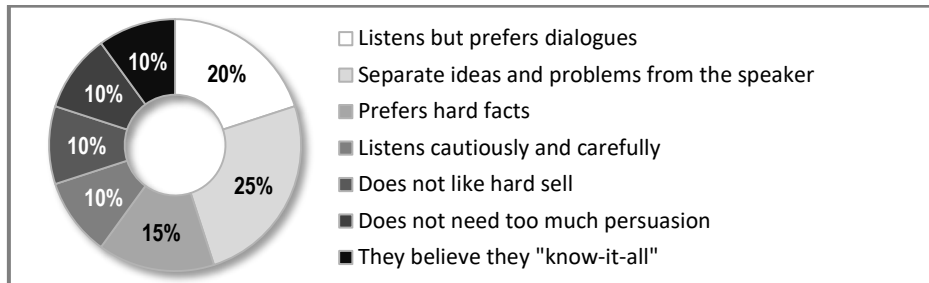 20%
25%
15%
10%
10%
10%
10%
Listens but prefers dialogues
Separate ideas and problems from the speaker
Prefers hard facts
Listens cautiously and carefully
Does not like hard sell
Does not need too much persuasion
They believe they "know-it-all"